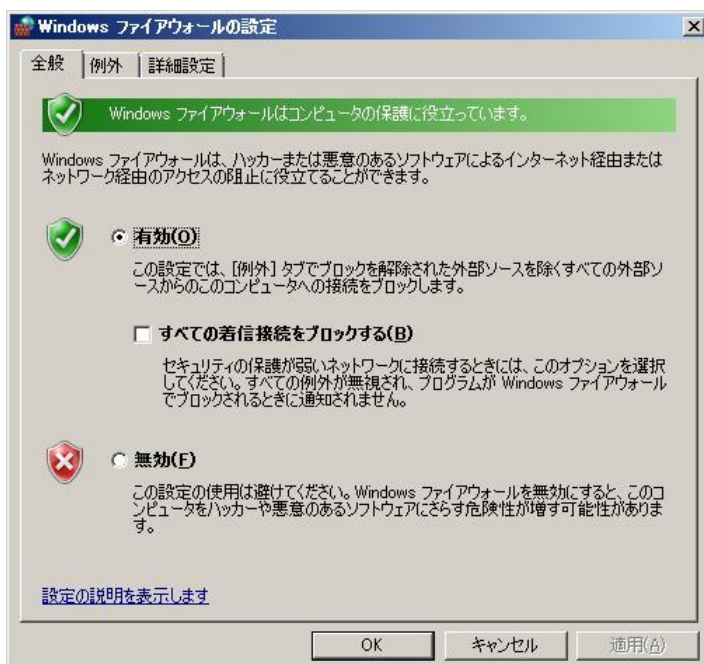 Windows ファイアウォールの設定
全般
例外
詳細設定
Windows ファイアウォールはコンピュータの保護に役立っています。
Windows ファイアウォールは、ハッカーまたは悪意のあるソフトウェアによるインターネット経由または
ネットワーク経由のアクセスの阻止に役立てることができます。
有効(O)
この設定では、[例外] タブでブロックを解除された外部ソースを除くすべての外部ソ
ースからのこのコンピュータへの接続をブロックします。
すべての着信接続をブロックする(B)
セキュリティの保護が弱いネットワークに接続するときには、このオプションを選択
してください。すべての例外が無視され、プログラムが Windows ファイアウォール
でブロックされるときに通知されません。
無効(F)
この設定の使用は避けてください。Windows ファイアウォールを無効にすると、このコ
ンピュータをハッカーや悪意のあるソフトウェアにさらす危険性が増す可能性がありま
す。
設定の説明を表示します
OK
キャンセル
適用(A)